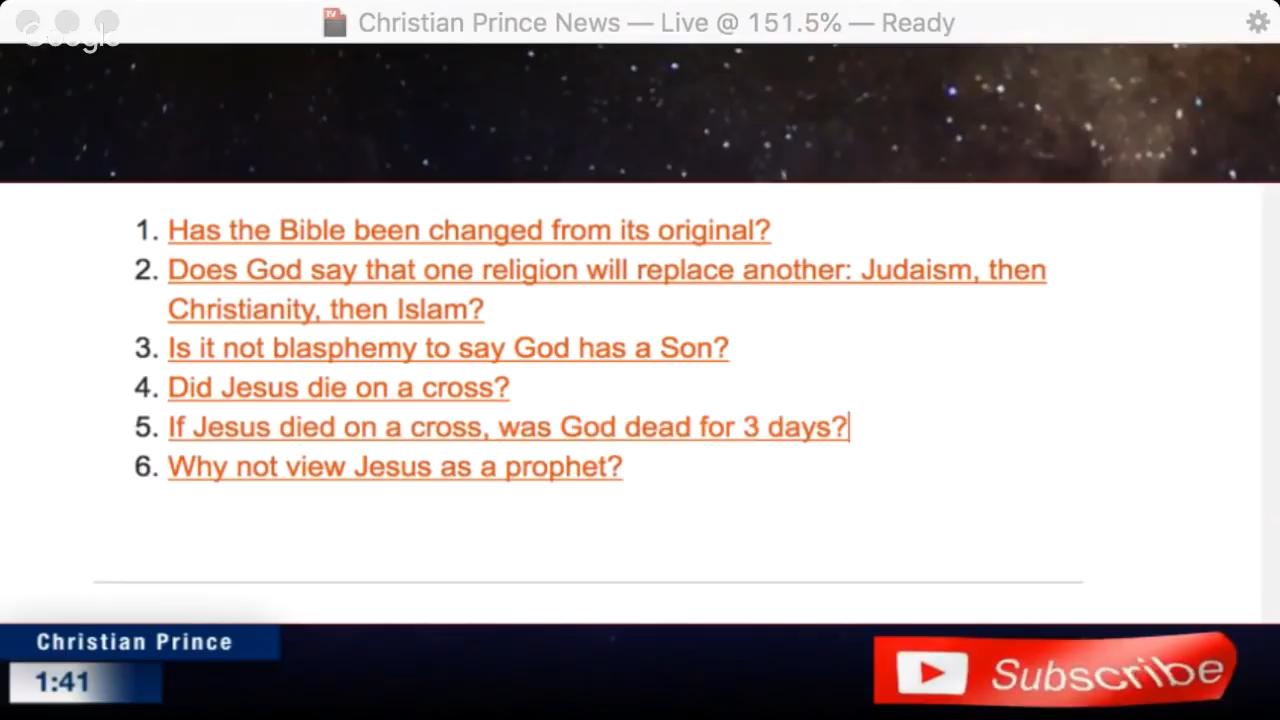 TV Christian Prince News — Live @ 151.5% — Ready
Google
1. Has the Bible been changed from its original?
2. Does God say that one religion will replace another: Judaism, then
Christianity, then Islam?
3. Is it not blasphemy to say God has a Son?
4. Did Jesus die on a cross?
5. If Jesus died on a cross, was God dead for 3 days?
6. Why not view Jesus as a prophet?
Christian Prince
1:41
Subscribe